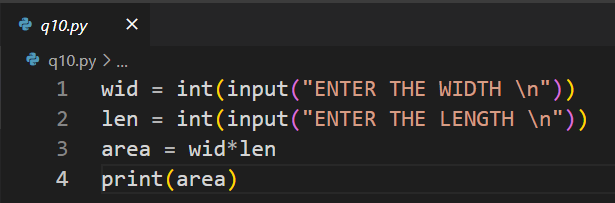 q10.py ×
q10.py > ...
1 wid = int(input("ENTER THE WIDTH \n"))
2 len = int(input("ENTER THE LENGTH \n"))
3 area = wid*len
4 print(area)